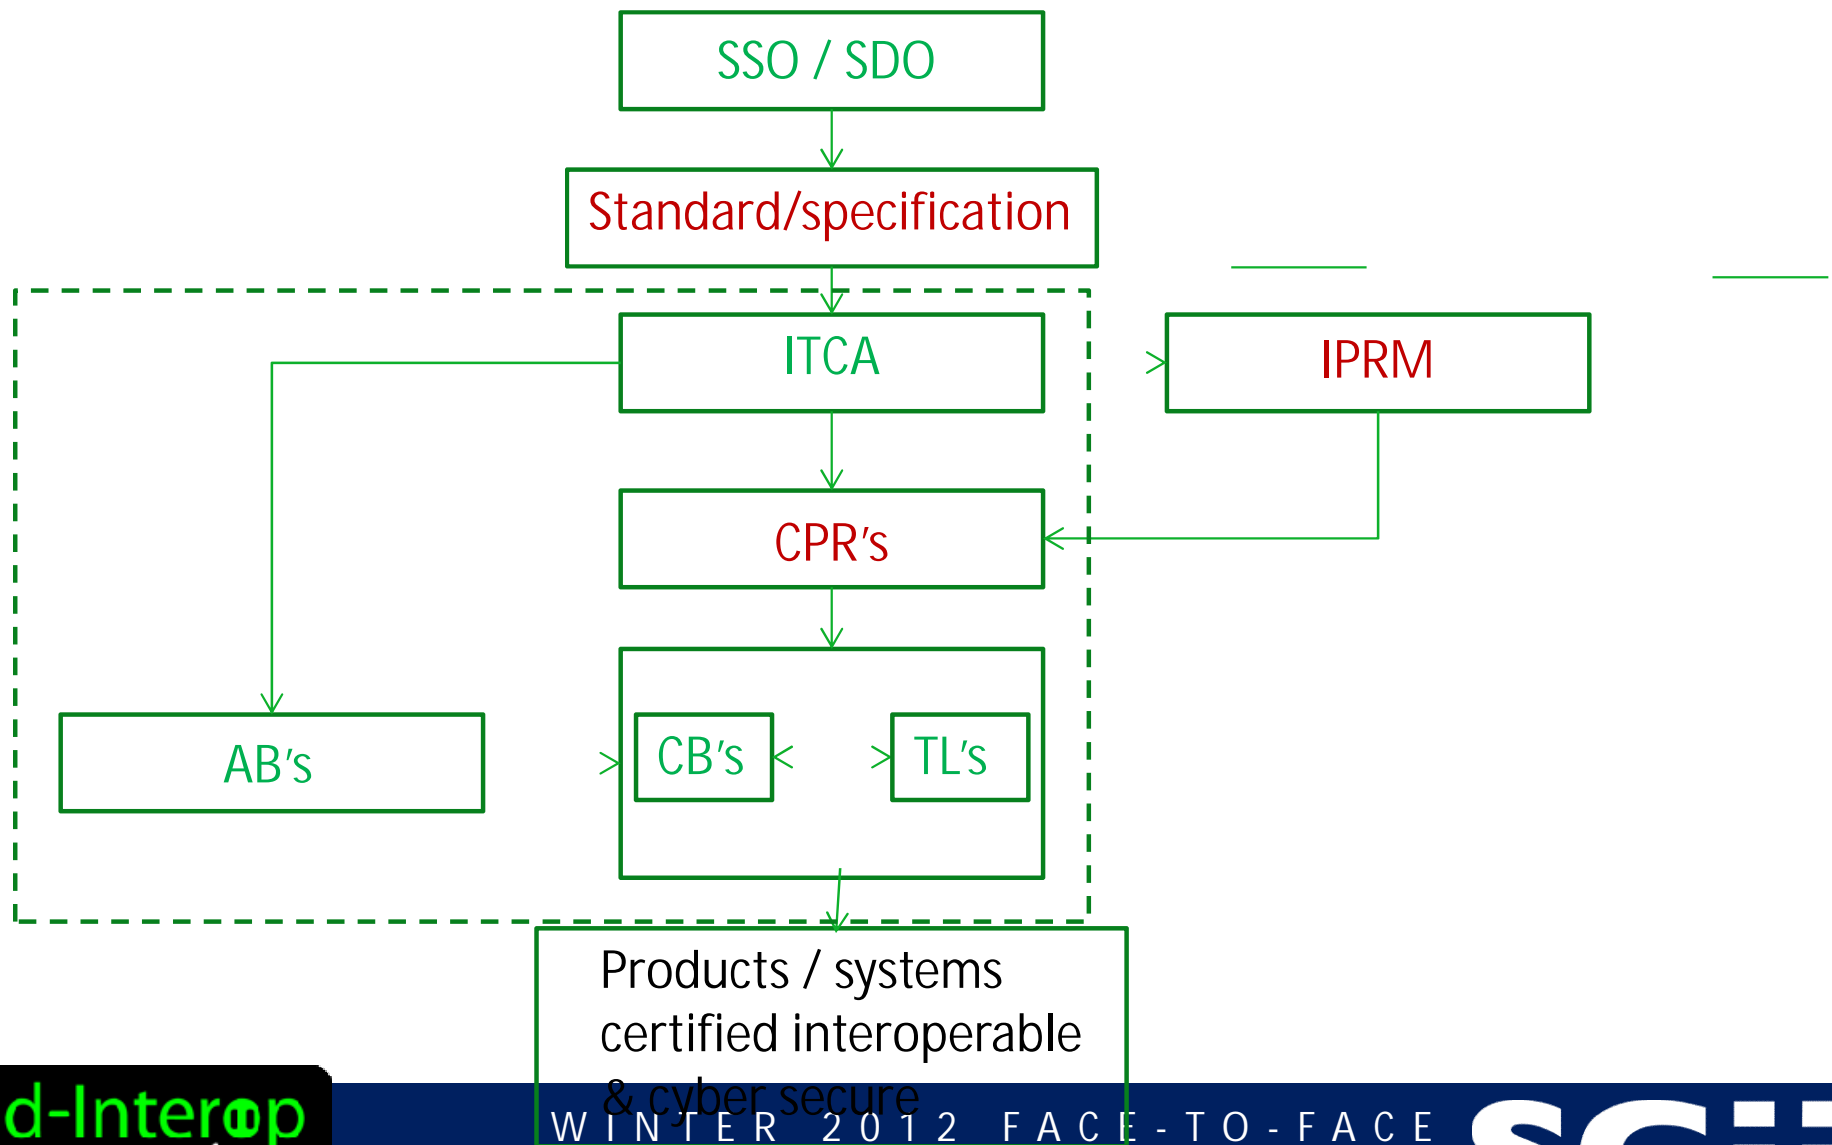 SSO / SDO
Standard/specification
ITCA
IPRM
CPR's
AB's
CB's
TL's
Products / systems
certified interoperable
& cyber secure
d-Interop
WINTER 2012 FACE-TO-FACE